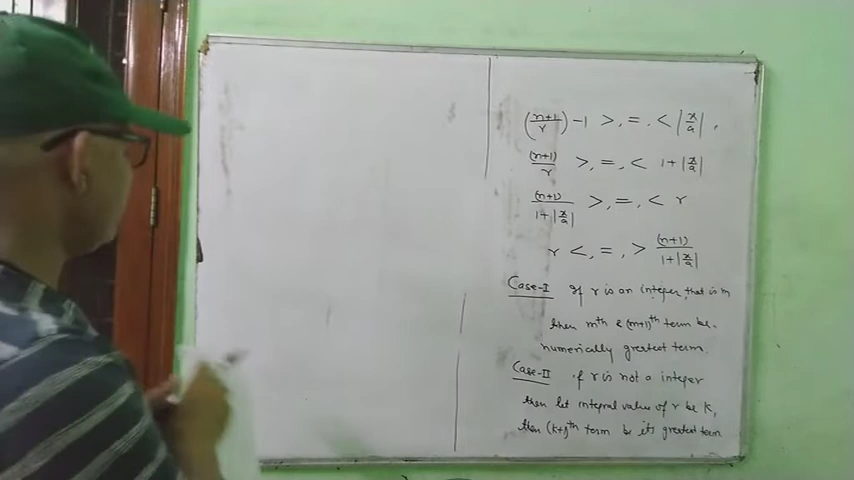 (n+1/r) -1 >, =, < |x/a| ,
(n+1)/r >, =, < 1+|x/a|
(n+1)/1+|x/a| >, =, < r
r <, =, > (n+1)/1+|x/a|
Case-I If r is an integer, that is m
then mth & (m+1)th term be
numerically greatest term.
Case-II if r is not a integer
then let integral value of r be k,
then (k+1)th term be its greatest term